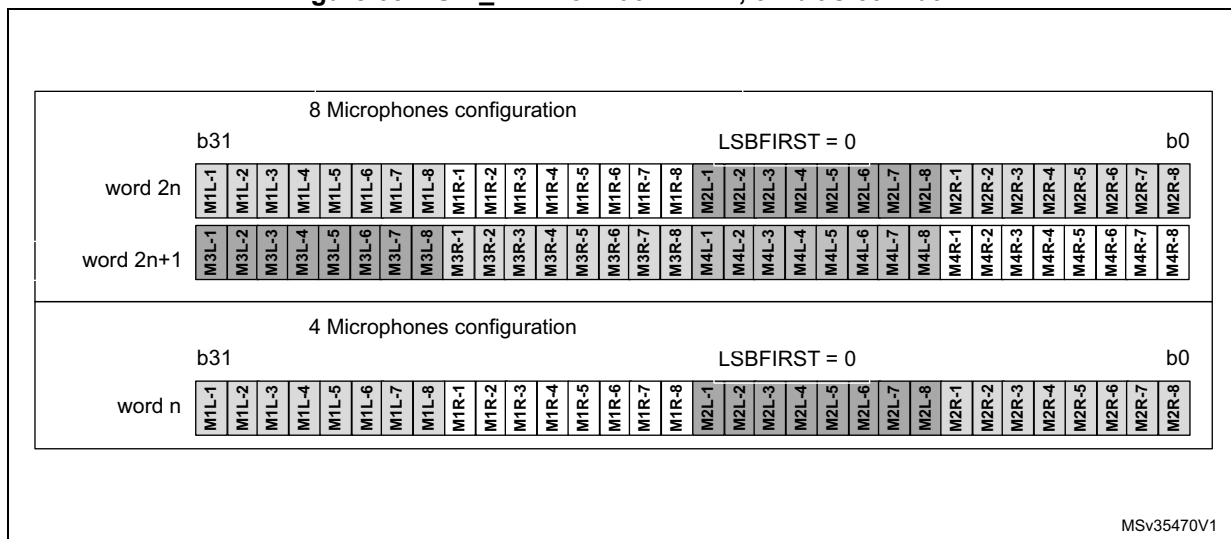 8 Microphones configuration
b31 LSBFIRST = 0 b0
word 2n M1L-1 M1L-2 M1L-3 M1L-4 M1L-5 M1L-6 M1L-7 M1L-8 M1R-1 M1R-2 M1R-3 M1R-4 M1R-5 M1R-6 M1R-7 M1R-8 M2L-1 M2L-2 M2L-3 M2L-4 M2L-5 M2L-6 M2L-7 M2L-8 M2R-1 M2R-2 M2R-3 M2R-4 M2R-5 M2R-6 M2R-7 M2R-8
word 2n+1 M3L-1 M3L-2 M3L-3 M3L-4 M3L-5 M3L-6 M3L-7 M3L-8 M3R-1 M3R-2 M3R-3 M3R-4 M3R-5 M3R-6 M3R-7 M3R-8 M4L-1 M4L-2 M4L-3 M4L-4 M4L-5 M4L-6 M4L-7 M4L-8 M4R-1 M4R-2 M4R-3 M4R-4 M4R-5 M4R-6 M4R-7 M4R-8
4 Microphones configuration
b31 LSBFIRST = 0 b0
word n M1L-1 M1L-2 M1L-3 M1L-4 M1L-5 M1L-6 M1L-7 M1L-8 M1R-1 M1R-2 M1R-3 M1R-4 M1R-5 M1R-6 M1R-7 M1R-8 M2L-1 M2L-2 M2L-3 M2L-4 M2L-5 M2L-6 M2L-7 M2L-8 M2R-1 M2R-2 M2R-3 M2R-4 M2R-5 M2R-6 M2R-7 M2R-8
MSv35470V1